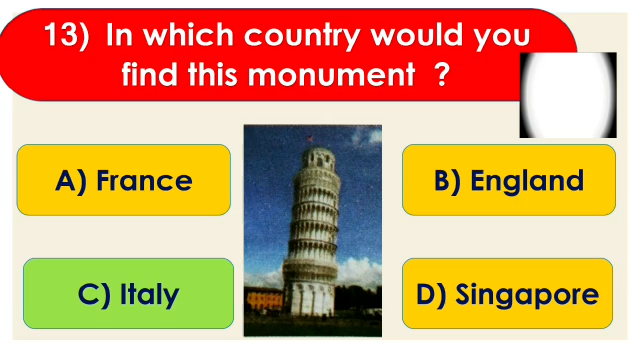 13) In which country would you
find this monument ?
A) France
B) England
C) Italy
D) Singapore